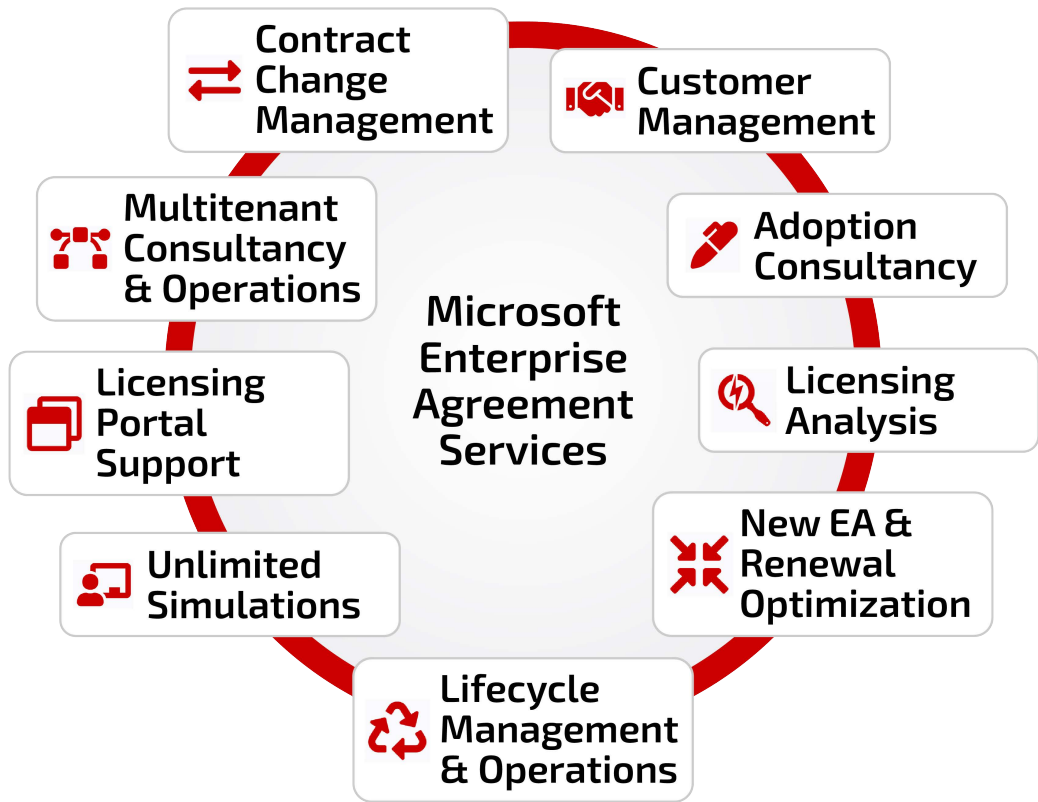 Contract
Change
Management
Customer
Management
Multitenant
Consultancy
& Operations
Adoption
Consultancy
Microsoft
Enterprise
Agreement
Services
Licensing
Portal
Support
Licensing
Analysis
Unlimited
Simulations
New EA &
Renewal
Optimization
Lifecycle
Management
& Operations